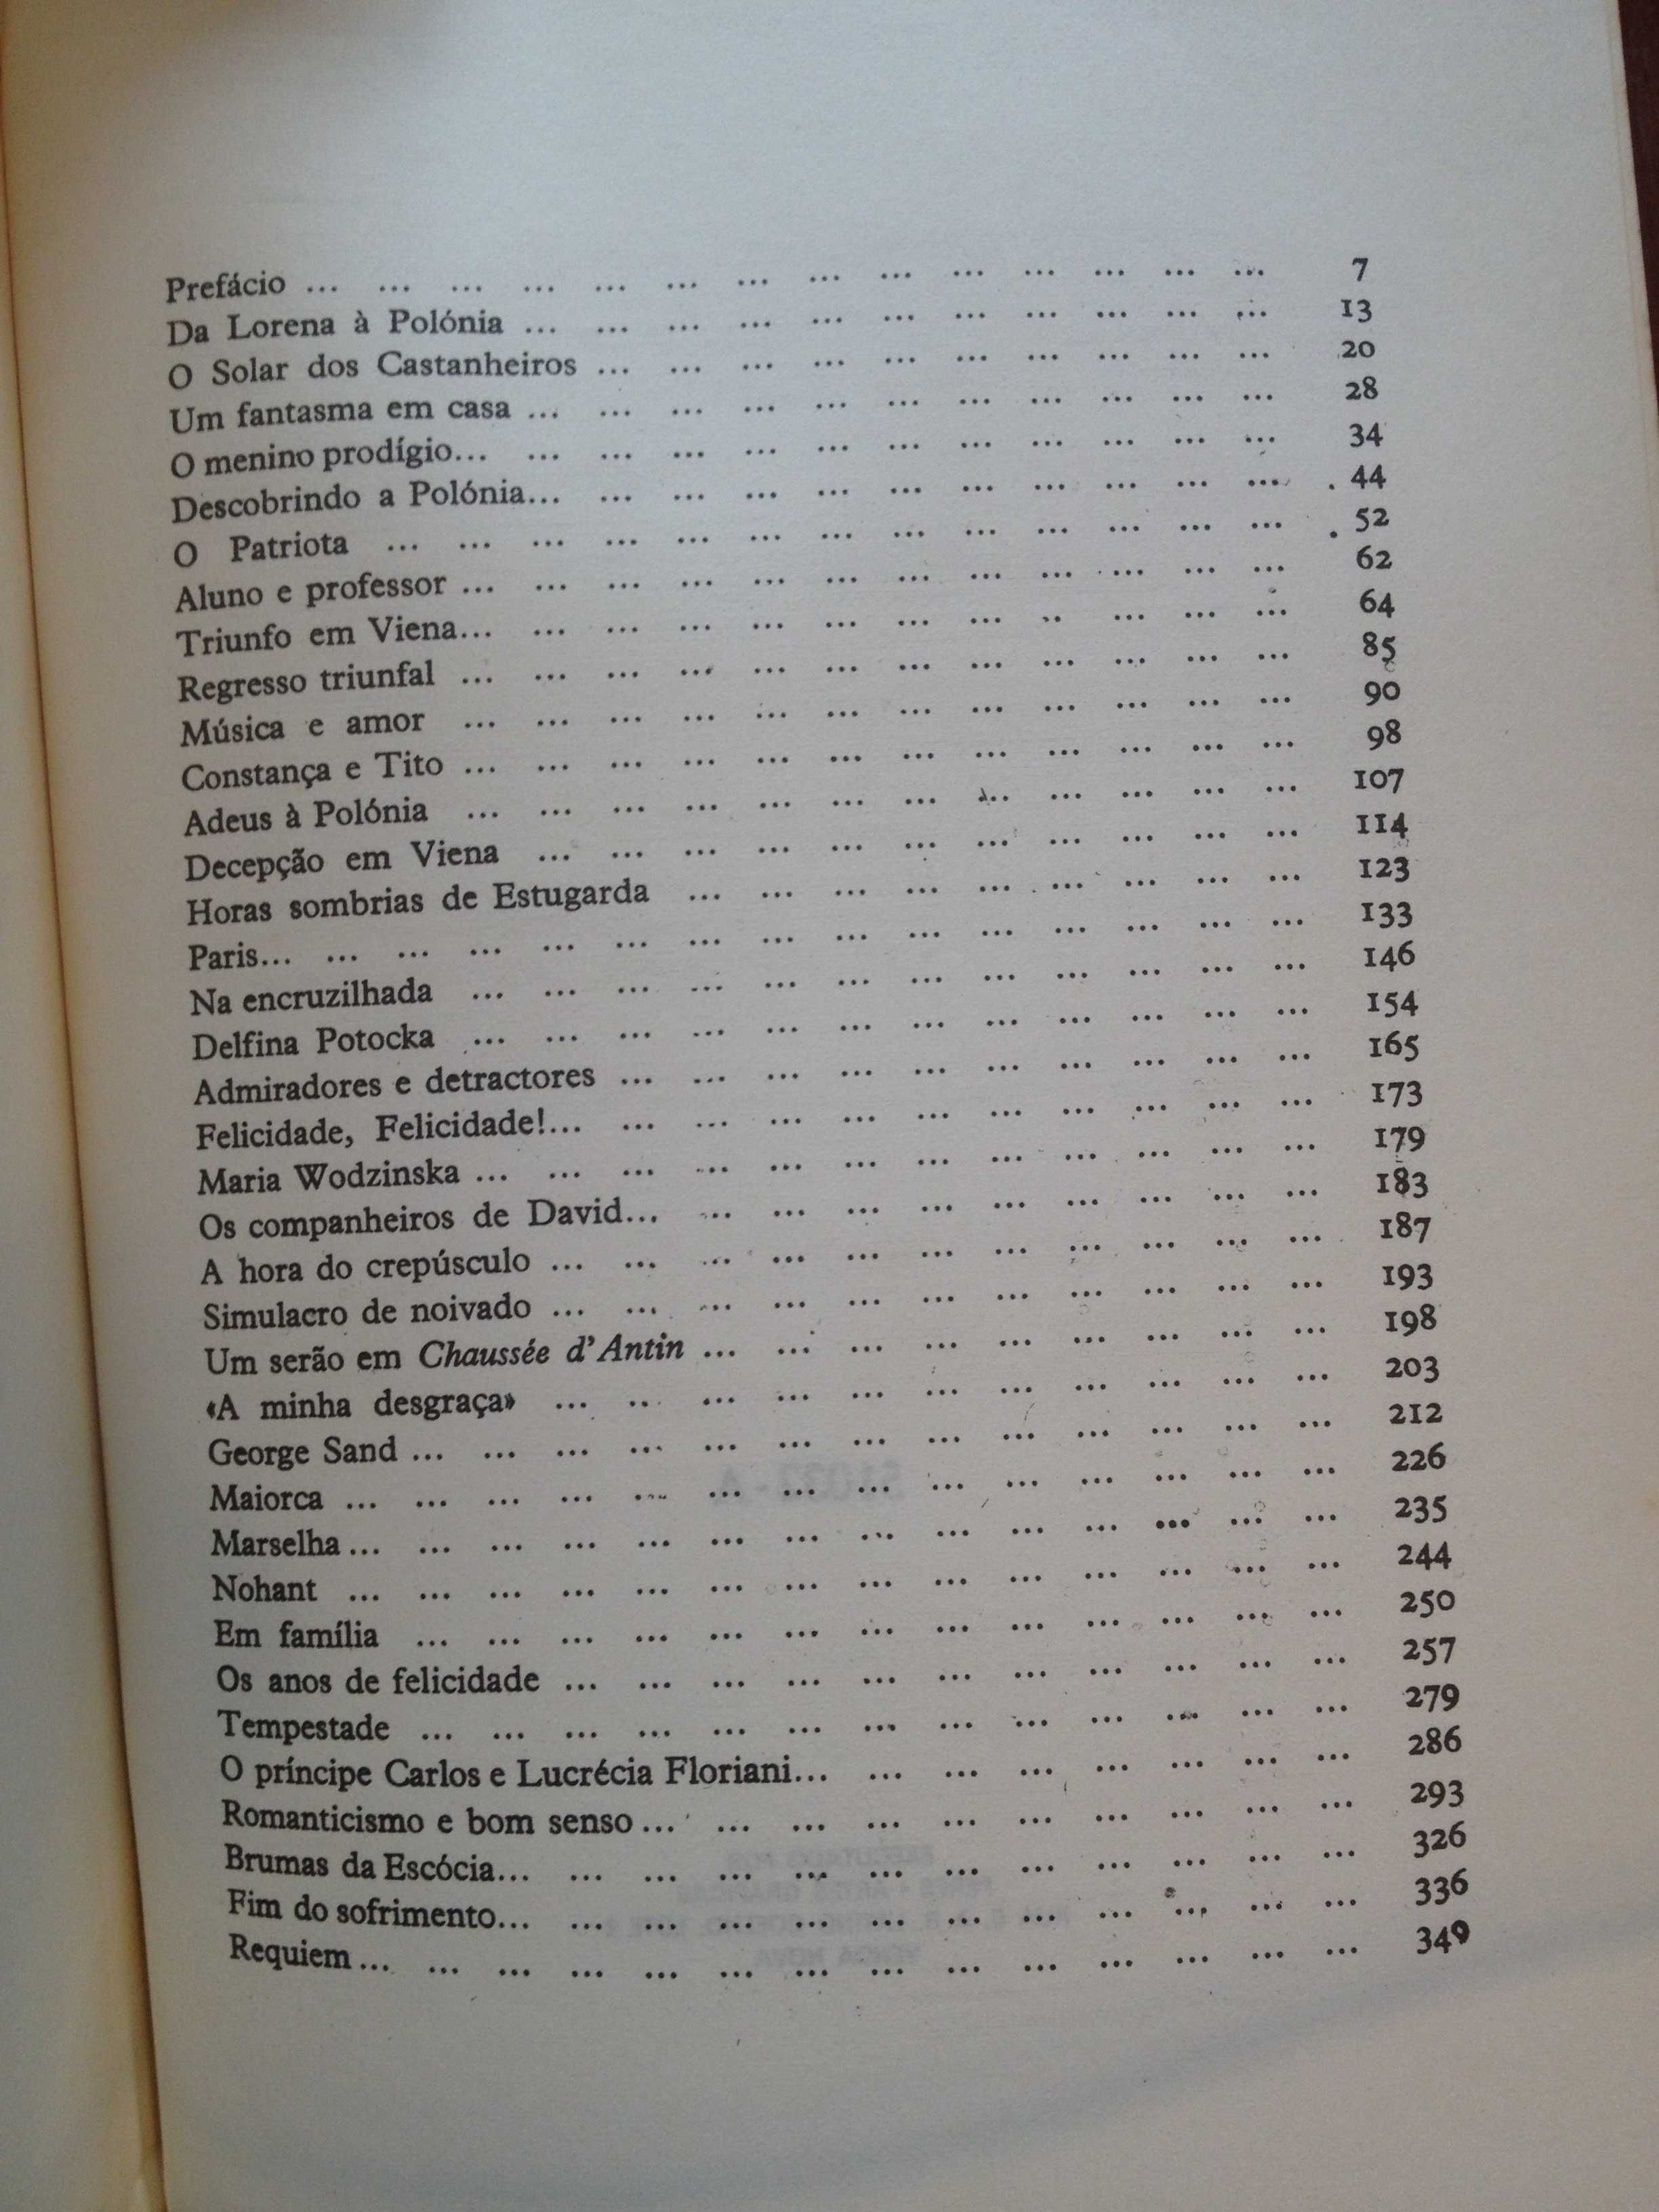 Prefácio ... ... ... ... ... ... ... ... ... ... ... ... ... ... 7
Da Lorena à Polónia ... ... ... ... ... ... ... ... ... ... ... 13
O Solar dos Castanheiros ... ... ... ... ... ... ... ... ... ... 20
Um fantasma em casa ... ... ... ... ... ... ... ... ... ... ... 28
O menino prodígio... ... ... ... ... ... ... ... ... ... ... ... 34
Descobrindo a Polónia... ... ... ... ... ... ... ... ... ... ... 44
O Patriota ... ... ... ... ... ... ... ... ... ... ... ... ... 52
Aluno e professor ... ... ... ... ... ... ... ... ... ... ... ... 62
Triunfo em Viena... ... ... ... ... ... ... ... .. ... ... ... 64
Regresso triunfal ... ... ... ... ... ... ... ... ... ... ... ... 85
Música e amor ... ... ... ... ... ... ... ... ... ... ... ... 90
Constança e Tito ... ... ... ... ... ... ... ... ... ... ... ... 98
Adeus à Polónia ... ... ... ... ... ... ... ... ... ... ... ... 107
Decepção em Viena ... ... ... ... ... ... ... ... ... ... ... 114
Horas sombrias de Estugarda ... ... ... ... ... ... ... ... ... 123
Paris... ... ... ... ... ... ... ... ... ... ... ... ... ... ... 133
Na encruzilhada ... ... ... ... ... ... ... ... ... ... ... ... 146
Delfina Potocka ... ... ... ... ... ... ... ... ... ... ... ... 154
Admiradores e detractores ... ... ... ... ... ... ... ... ... ... 165
Felicidade, Felicidade!... ... ... ... ... ... ... ... ... ... ... 173
Maria Wodzinska ... ... ... ... ... ... ... ... ... ... ... ... 179
Os companheiros de David... ... ... ... ... ... ... ... ... ... 183
A hora do crepúsculo ... ... ... ... ... ... ... ... ... ... ... 187
Simulacro de noivado ... ... ... ... ... ... ... ... ... ... ... 193
Um serão em Chaussée d'Antin ... ... ... ... ... ... ... ... ... 198
«A minha desgraça» ... ... ... ... ... ... ... ... ... ... ... 203
George Sand ... ... ... ... ... ... ... ... ... ... ... ... ... 212
Maiorca ... ... ... ... ... ... ... ... ... ... ... ... ... ... 226
Marselha ... ... ... ... ... ... ... ... ... ... ... ... ... ... 235
Nohant ... ... ... ... ... ... ... ... ... ... ... ... ... ... 244
Em família ... ... ... ... ... ... ... ... ... ... ... ... ... 250
Os anos de felicidade ... ... ... ... ... ... ... ... ... ... ... 257
Tempestade ... ... ... ... ... ... ... ... ... ... ... ... ... 279
O príncipe Carlos e Lucrécia Floriani... ... ... ... ... ... ... ... 286
Romanticismo e bom senso ... ... ... ... ... ... ... ... ... ... 293
Brumas da Escócia... ... ... ... ... ... ... ... ... ... ... ... 326
Fim do sofrimento... ... ... ... ... ... ... ... ... ... ... ... 336
Requiem ... ... ... ... ... ... ... ... ... ... ... ... ... ... 349